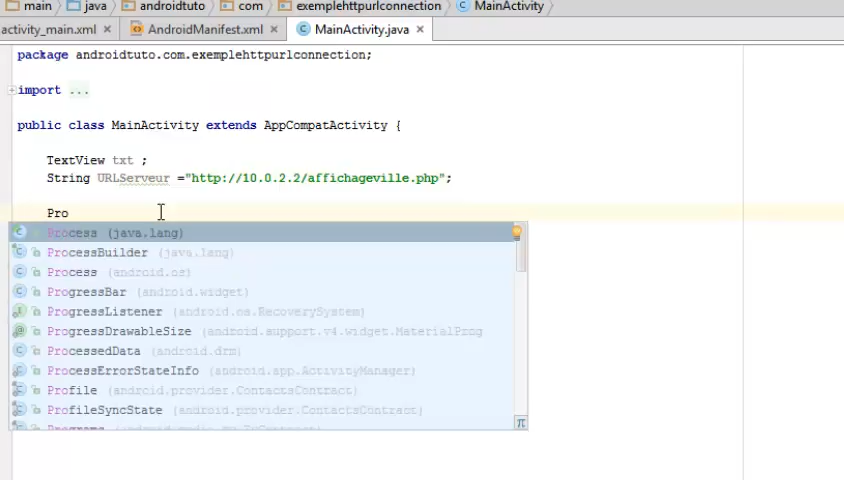 main java androidtuto com exemplehttpurlconnection MainActivity
activity_main.xml AndroidManifest.xml MainActivity.java
package androidtuto.com.exemplehttpurlconnection;
import ...
public class MainActivity extends AppCompatActivity {
TextView txt ;
String URLServeur ="http://10.0.2.2/affichageville.php";
Pro
Process (java.lang)
ProcessBuilder (java.lang)
Process (android.os)
ProgressBar (android.widget)
ProgressListener (android.os.RecoverySystem)
ProgressDrawableSize (android.support.v4.widget.MaterialProg
ProcessedData (android.drm)
ProcessErrorStateInfo (android.app.ActivityManager)
Profile (android.provider.ContactsContract)
ProfileSyncState (android.provider.ContactsContract)
π